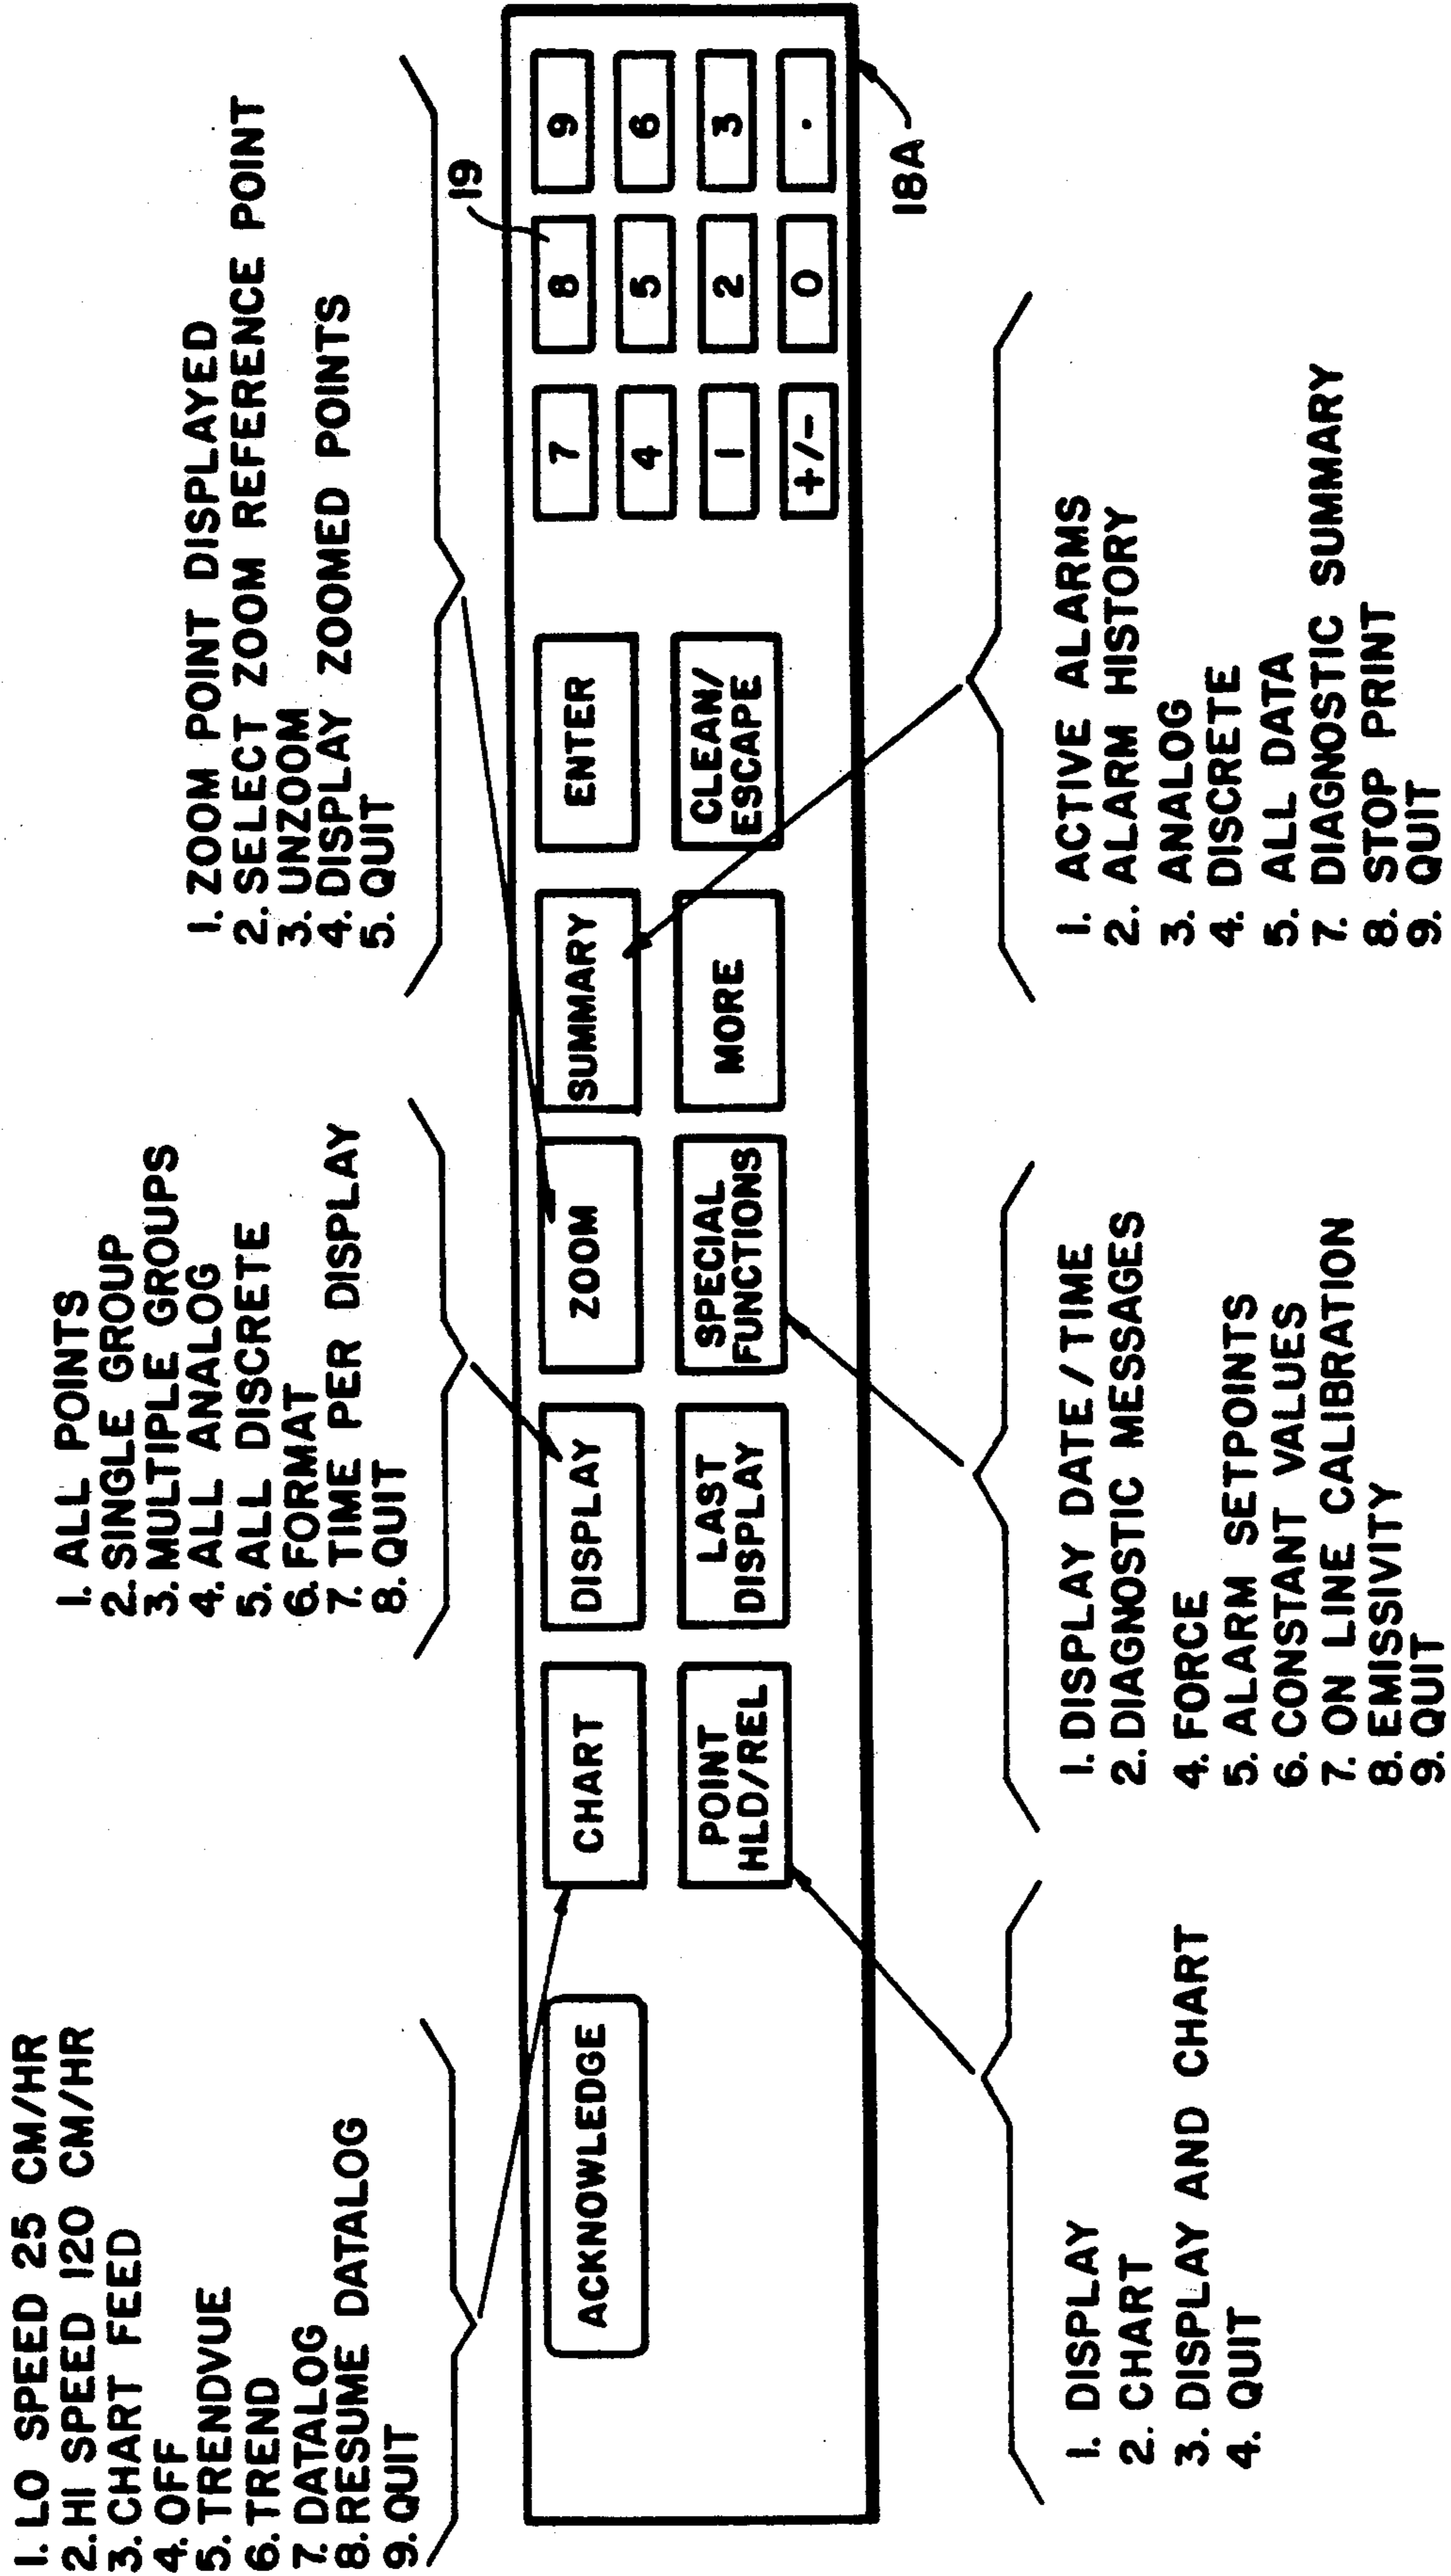 1. LO SPEED 25 CM/HR
2. HI SPEED 120 CM/HR
3. CHART FEED
4. OFF
5. TRENDVUE
6. TREND
7. DATALOG
8. RESUME DATALOG
9. QUIT
1. ALL POINTS
2. SINGLE GROUP
3. MULTIPLE GROUPS
4. ALL ANALOG
5. ALL DISCRETE
6. FORMAT
7. TIME PER DISPLAY
8. QUIT
1. ZOOM POINT DISPLAYED
2. SELECT ZOOM REFERENCE POINT
3. UNZOOM
4. DISPLAY ZOOMED POINTS
5. QUIT
19
ACKNOWLEDGE
CHART
DISPLAY
ZOOM
SUMMARY
ENTER
7
8
9
4
5
6
POINT
HLD/REL
LAST
DISPLAY
SPECIAL
FUNCTIONS
MORE
CLEAN/
ESCAPE
1
2
3
+/-
0
.
18A
1. DISPLAY
2. CHART
3. DISPLAY AND CHART
4. QUIT
1. DISPLAY DATE/TIME
2. DIAGNOSTIC MESSAGES
4. FORCE
5. ALARM SETPOINTS
6. CONSTANT VALUES
7. ON LINE CALIBRATION
8. EMISSIVITY
9. QUIT
1. ACTIVE ALARMS
2. ALARM HISTORY
3. ANALOG
4. DISCRETE
5. ALL DATA
7. DIAGNOSTIC SUMMARY
8. STOP PRINT
9. QUIT